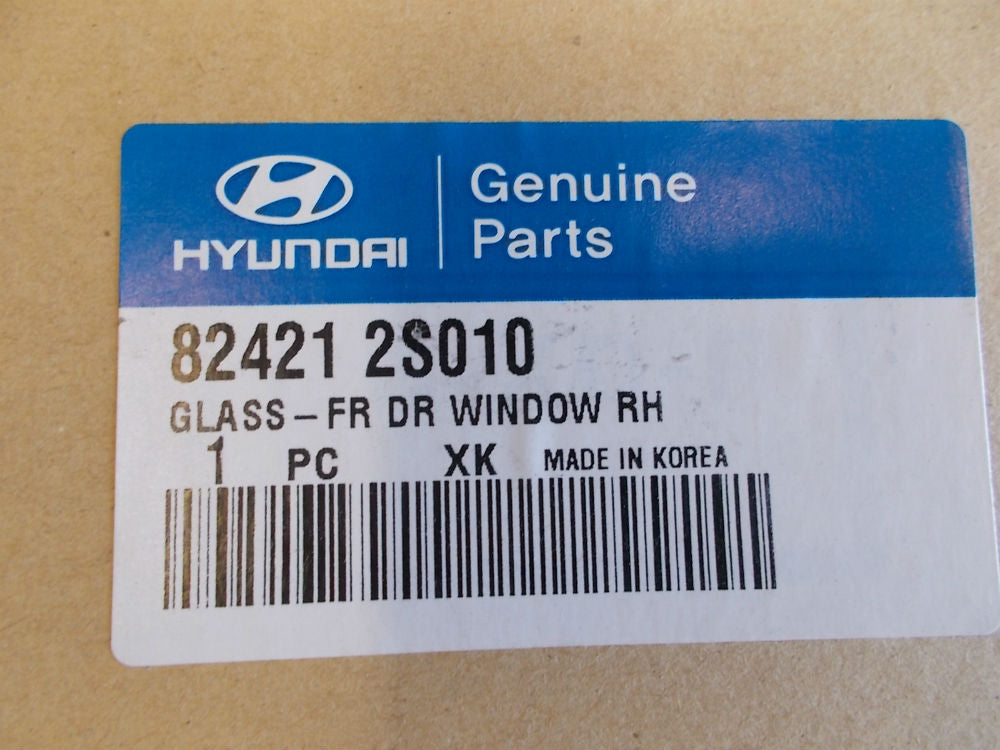 HYUNDAI
Genuine
Parts
82421 2S010
GLASS-FR DR WINDOW RH
1 PC XK MADE IN KOREA